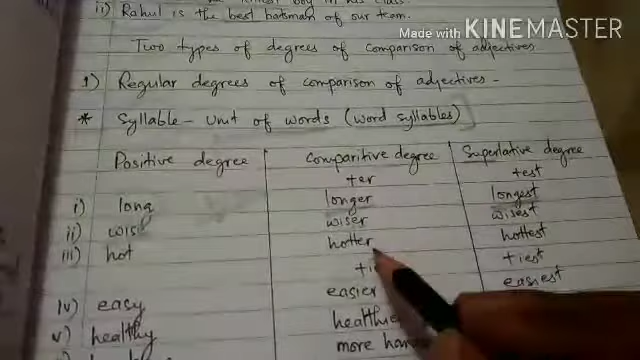 ii) Rahul is the best batsman of our team.
Made with KINEMASTER
Two types of degrees of comparison of adjectives
1) Regular degrees of comparison of adjectives -
* Syllable - unit of words (word syllables)
Positive degree Comparitive degree Superlative degree
+er +est
i) long longer longest
ii) wise wiser wisest
iii) hot hotter hottest
+tiest
iv) easy easier easiest
v) healthy
more